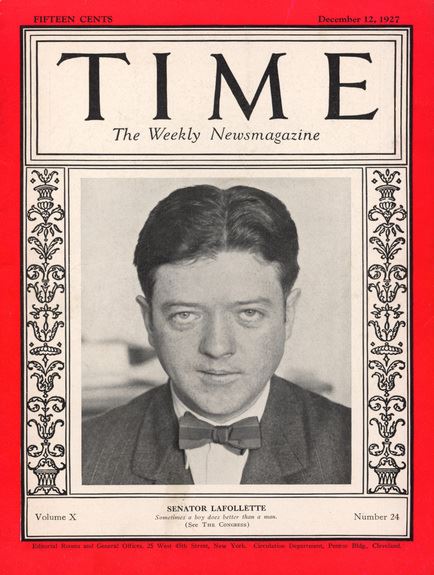 FIFTEEN CENTS December 12, 1927
TIME
The Weekly Newsmagazine
SENATOR LAFOLLETTE
Sometimes a boy does better than a man.
(See THE CONGRESS)
Volume X Number 24
Editorial Rooms and General Offices, 25 West 45th Street, New York. Circulation Department, Penton Bldg., Cleveland.